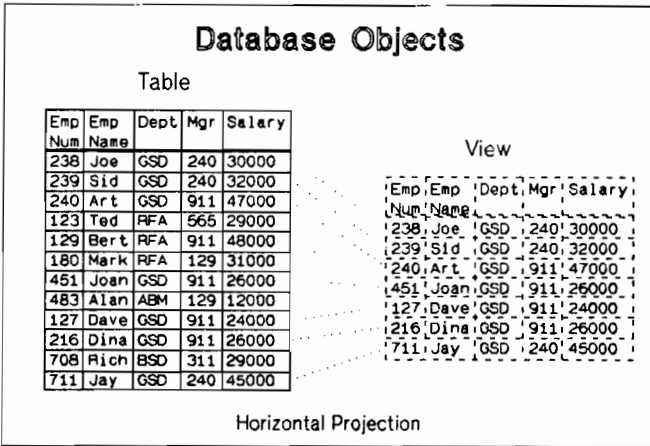 Database Objects
Table
Emp Num Emp Name Dept Mgr Salary
238 Joe GSD 240 30000
239 Sid GSD 240 32000
240 Art GSD 911 47000
123 Ted RFA 565 29000
129 Bert RFA 911 48000
180 Mark RFA 129 31000
451 Joan GSD 911 26000
483 Alan ABM 129 12000
127 Dave GSD 911 24000
216 Dina GSD 911 26000
708 Rich BSD 311 29000
711 Jay GSD 240 45000
View
Emp Num Emp Name Dept Mgr Salary
238 Joe GSD 240 30000
239 Sid GSD 240 32000
240 Art GSD 911 47000
451 Joan GSD 911 26000
127 Dave GSD 911 24000
216 Dina GSD 911 26000
711 Jay GSD 240 45000
Horizontal Projection